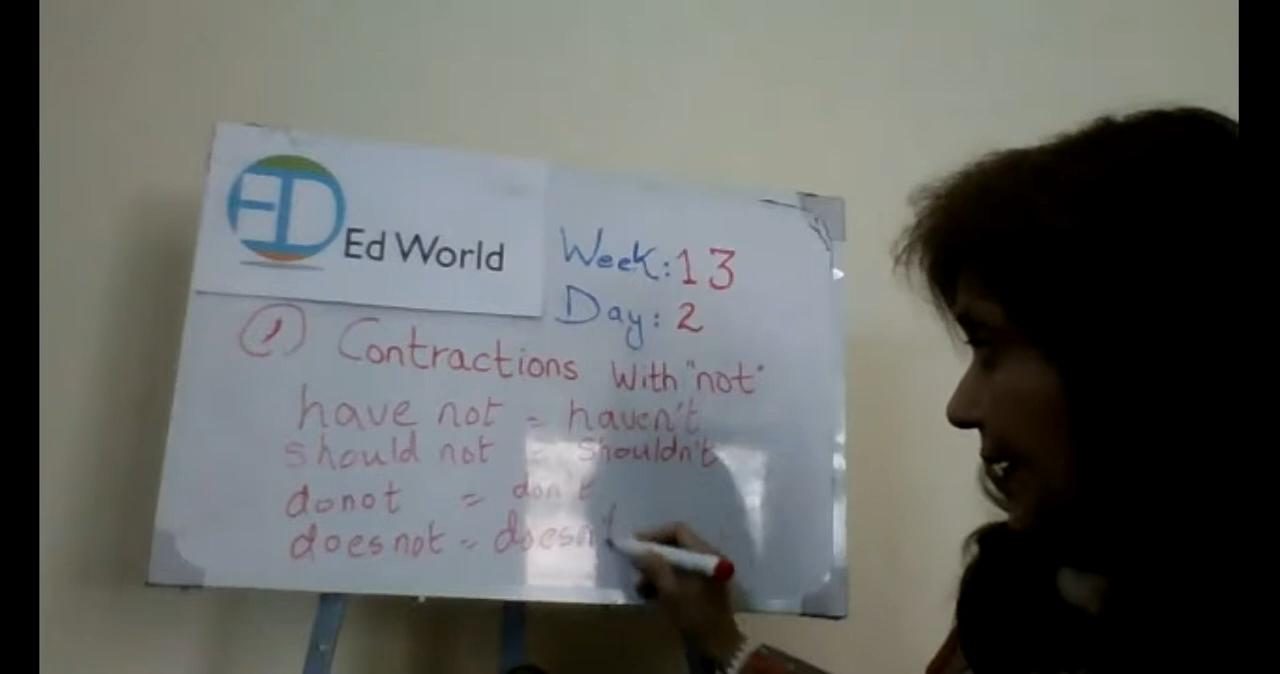 ED Ed World
Week: 13
Day: 2
1 Contractions With "not"
have not = haven't
should not = shouldn't
donot = don't
doesnot = doesn't